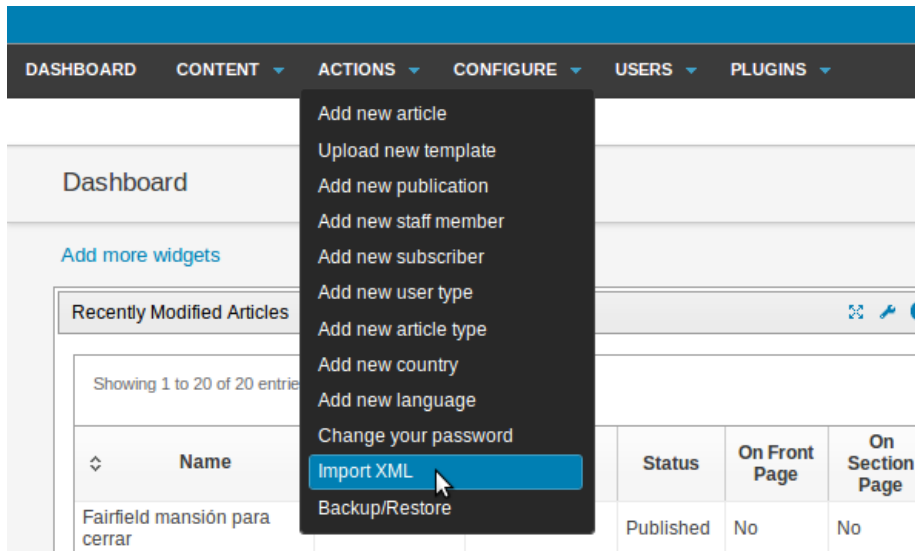 DASHBOARD CONTENT ACTIONS CONFIGURE USERS PLUGINS
Add new article
Upload new template
Add new publication
Add new staff member
Add new subscriber
Add new user type
Add new article type
Add new country
Add new language
Change your password
Import XML
Backup/Restore
Dashboard
Add more widgets
Recently Modified Articles
Showing 1 to 20 of 20 entrie
Name
Status
On Front
Page
On
Section
Page
Fairfield mansión para
cerrar
Published
No
No